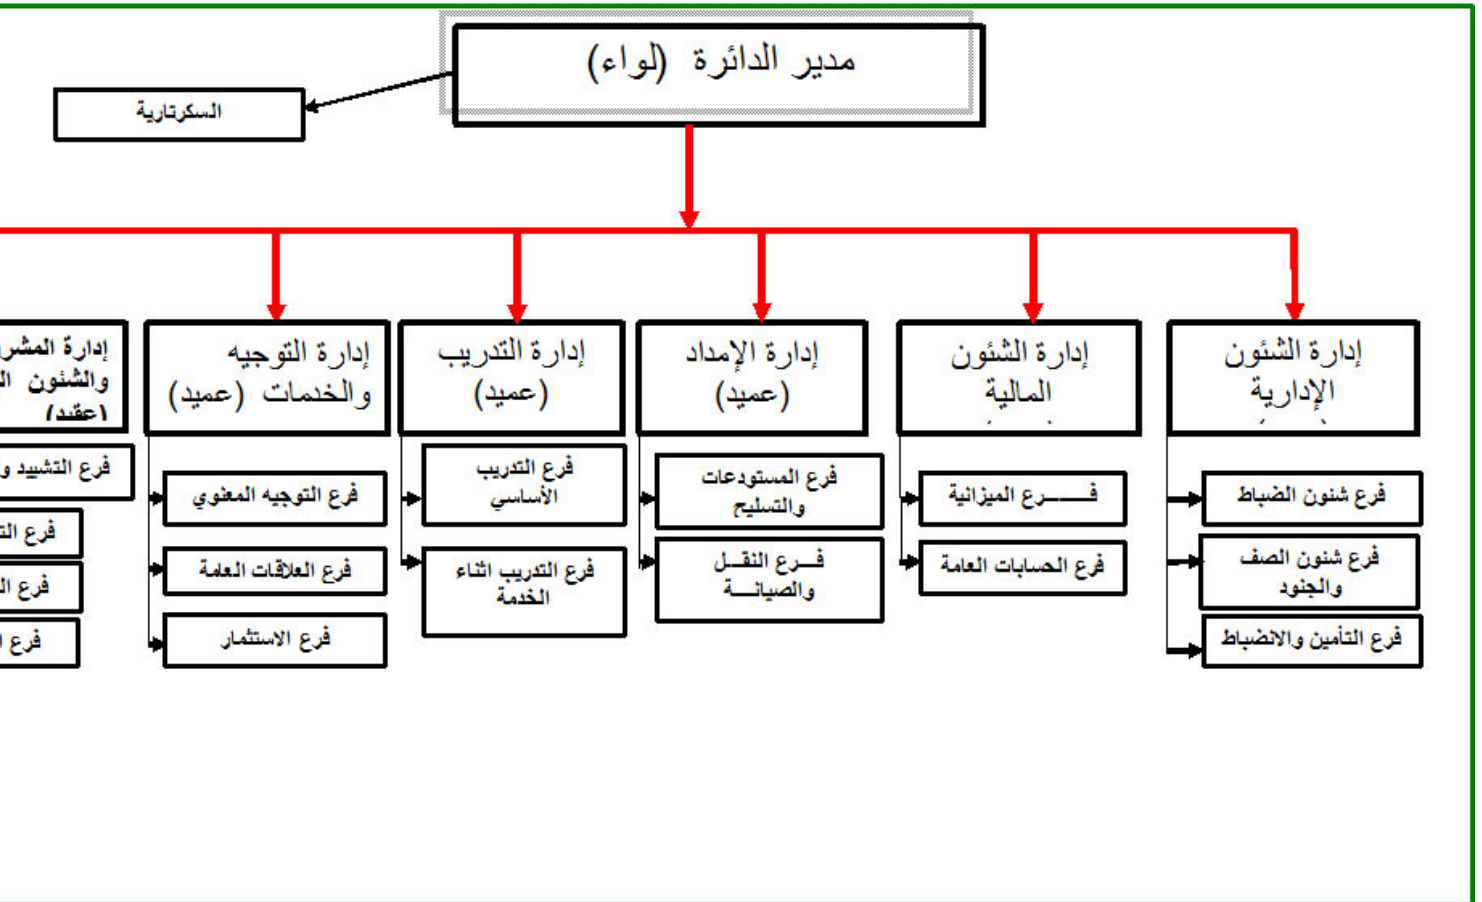 مدير الدائرة (لواء)
السكرتارية
إدارة الشئون
الإدارية
إدارة الشئون
المالية
إدارة الإمداد
(عميد)
إدارة التدريب
(عميد)
إدارة التوجيه
والخدمات (عميد)
إدارة
والشئون
(عقيد)
فرع شئون الضباط
فرع شئون الصف
والجنود
فرع التأمين والانضباط
فـــــرع الميزانية
فرع الحسابات العامة
فرع المستودعات
والتسليح
فـــرع النقــل
والصيانـــة
فرع التدريب
الأساسي
فرع التدريب اثناء
الخدمة
فرع التوجيه المعنوي
فرع العلاقات العامة
فرع الاستثمار
فرع التشييد
فرع
فرع
فرع